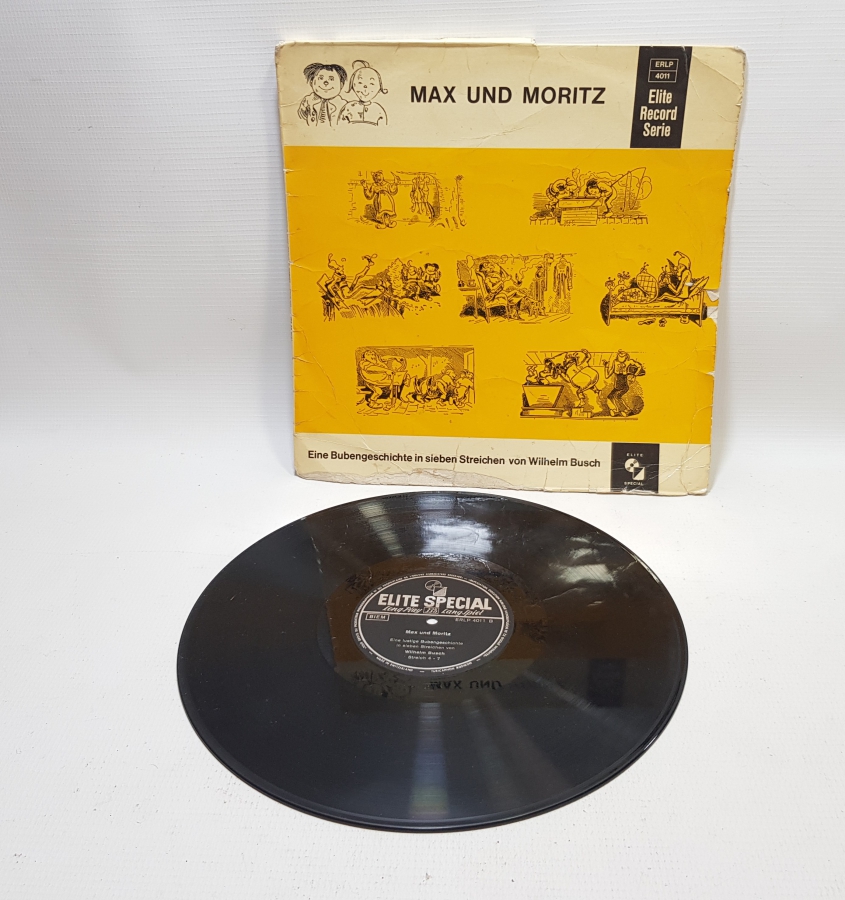 MAX UND MORITZ
ERLP
4011
Elite
Record
Serie
Eine Bubengeschichte in sieben Streichen von Wilhelm Busch
ELITE
SPECIAL
ELITE SPECIAL
Long Play Lang Spiel
BIEM
ERLP 4011 B
Max und Moritz
Eine lustige Bubengeschichte
in sieben Streichen von
Wilhelm Busch
Streich 4 - 7